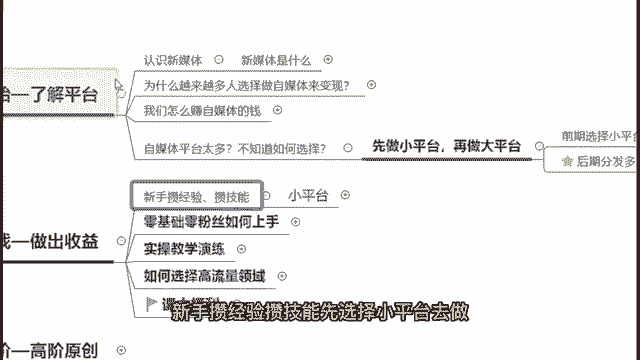 认识新媒体 新媒体是什么
为什么越来越多人选择做自媒体来变现?
台一了解平台
我们怎么赚自媒体的钱
自媒体平台太多?不知道如何选择? 先做小平台,再做大平台 前期选择小平台
后期分发多
新手攒经验、攒技能 小平台
零基础零粉丝如何上手
戈一做出收益
实操教学演练
如何选择高流量领域
新手攒经验攒技能先选择小平台去做
介一高阶原创